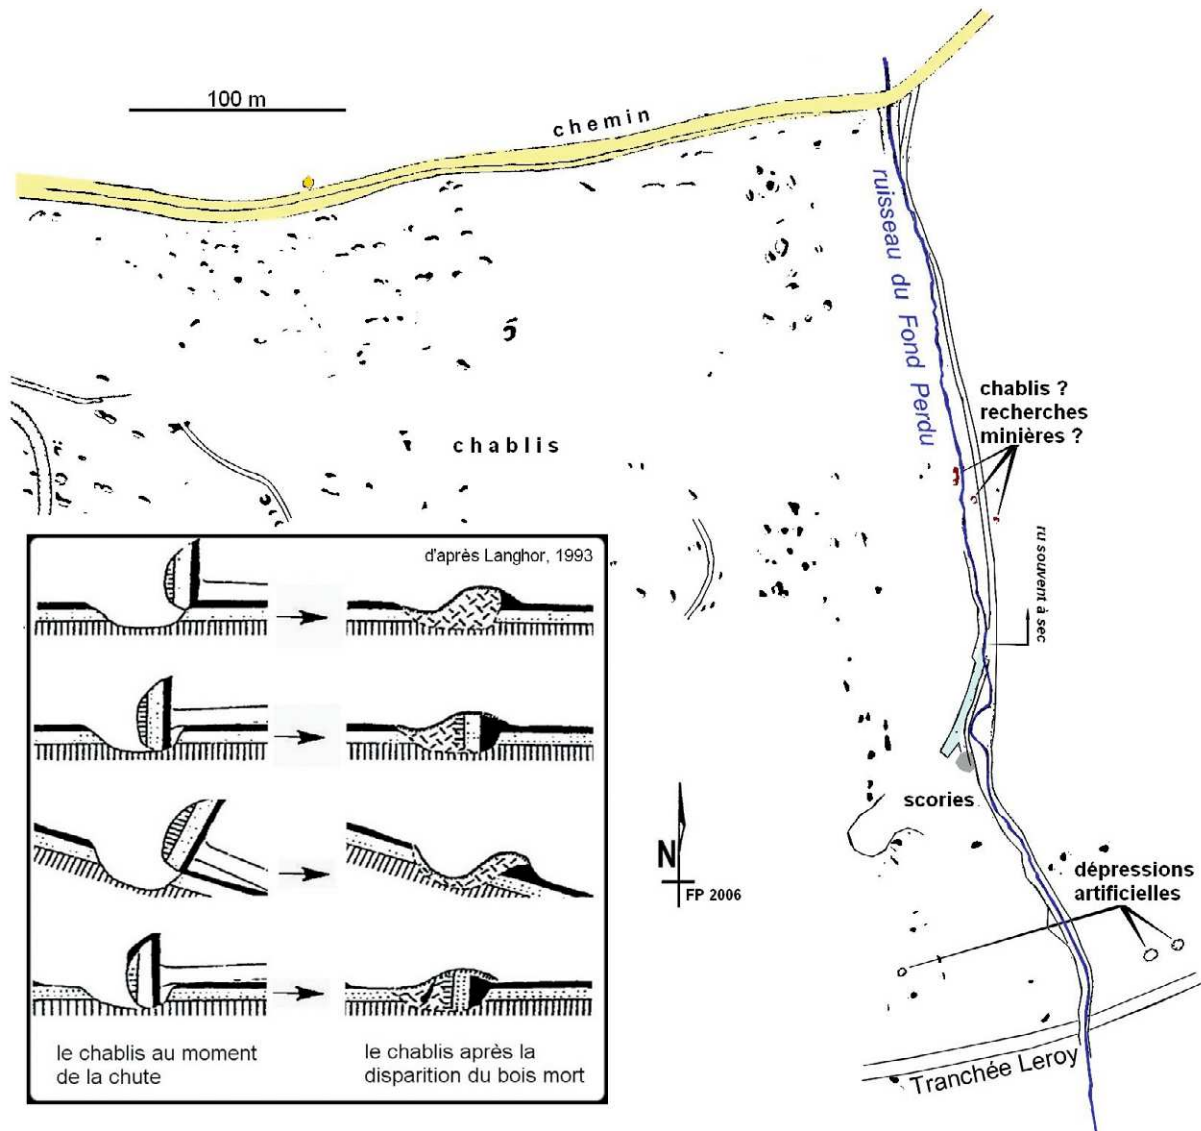 100 m
chemin
ruisseau du Fond Perdu
chablis ?
recherches
minières ?
chablis
ru souvent à sec
d'après Langhor, 1993
scories
N
FP 2006
dépressions
artificielles
le chablis au moment
de la chute
le chablis après la
disparition du bois mort
Tranchée Leroy